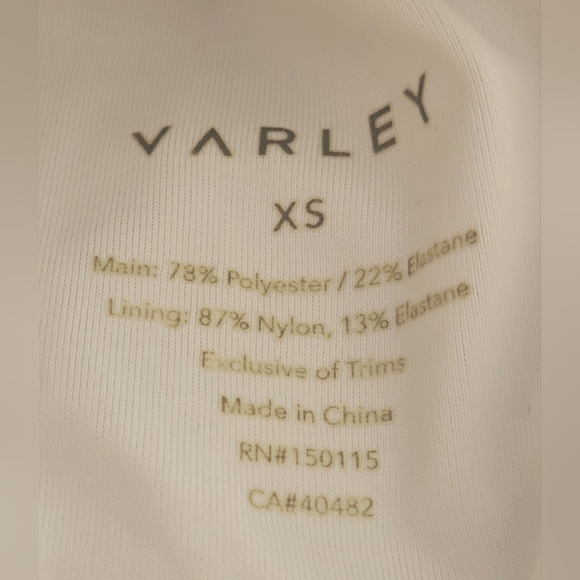 VARLEY
XS
Main: 78% Polyester / 22% Elastane
Lining: 87% Nylon, 13% Elastane
Exclusive of Trims
Made in China
RN#150115
CA#40482